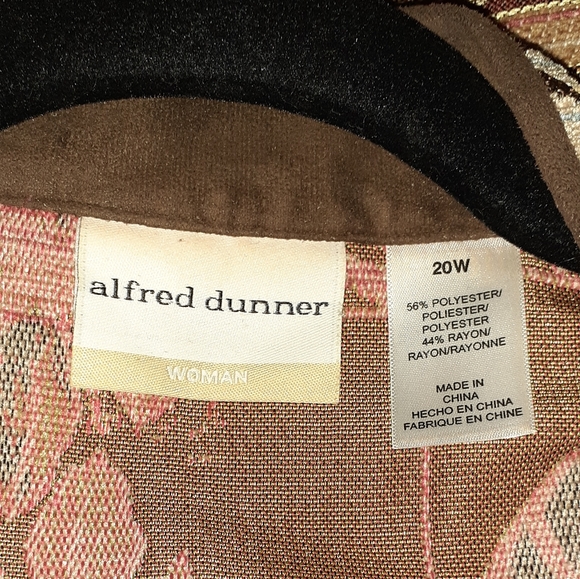 alfred dunner
WOMAN
20W
56% POLYESTER/
POLIESTER/
POLYESTER
44% RAYON/
RAYON/RAYONNE
MADE IN
CHINA
HECHO EN CHINA
FABRIQUE EN CHINE